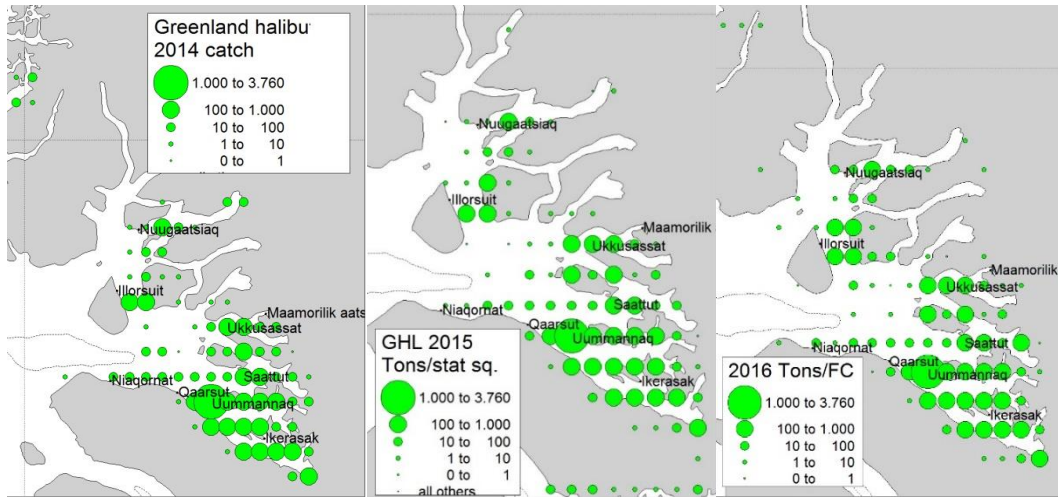 Greenland halibu
2014 catch
1.000 to 3.760
100 to 1.000
10 to 100
1 to 10
0 to 1
Nuugaatsiaq
Illorsuit
Maamorilik aats
Ukkusassat
Saattut
Niaqornat
Qaarsut
Uummannaq
Ikerasak
Nuugaatsiaq
Illorsuit
Maamorilik
Ukkusassat
Saattut
Niaqornat
Qaarsut
Uummannaq
Ikerasak
GHL 2015
Tons/stat sq.
1.000 to 3.760
100 to 1.000
10 to 100
1 to 10
0 to 1
all others
Nuugaatsiaq
Illorsuit
Maamorilik
Ukkusassat
Saattut
Niaqornat
Qaarsut
Uummannaq
Ikerasak
2016 Tons/FC
1.000 to 3.760
100 to 1.000
10 to 100
1 to 10
0 to 1